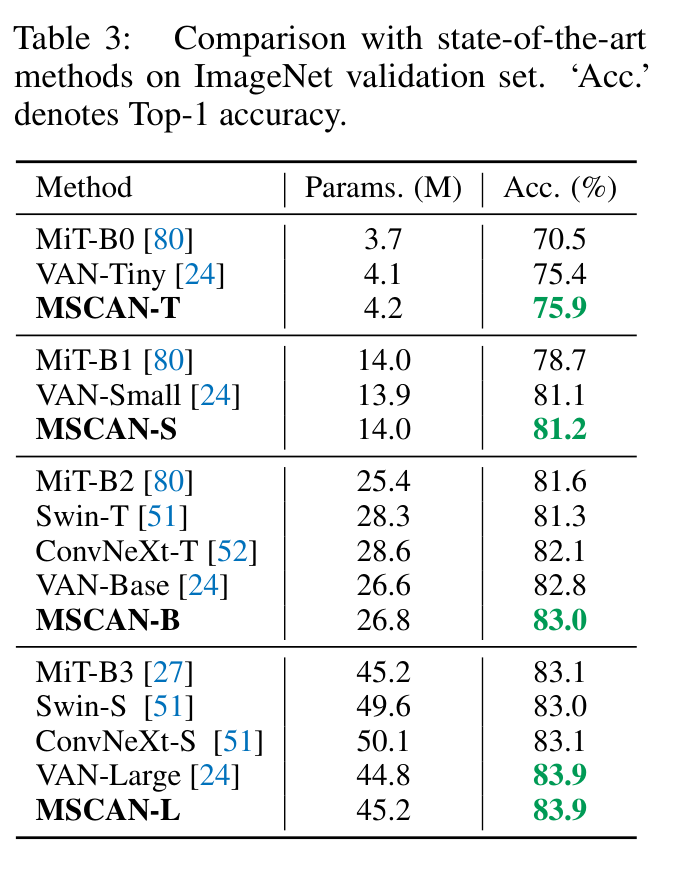 Table 3: Comparison with state-of-the-art
methods on ImageNet validation set. ‘Acc.’
denotes Top-1 accuracy.
Method Params. (M) Acc. (%)
MiT-B0 [80] 3.7 70.5
VAN-Tiny [24] 4.1 75.4
MSCAN-T 4.2 75.9
MiT-B1 [80] 14.0 78.7
VAN-Small [24] 13.9 81.1
MSCAN-S 14.0 81.2
MiT-B2 [80] 25.4 81.6
Swin-T [51] 28.3 81.3
ConvNeXt-T [52] 28.6 82.1
VAN-Base [24] 26.6 82.8
MSCAN-B 26.8 83.0
MiT-B3 [27] 45.2 83.1
Swin-S [51] 49.6 83.0
ConvNeXt-S [51] 50.1 83.1
VAN-Large [24] 44.8 83.9
MSCAN-L 45.2 83.9